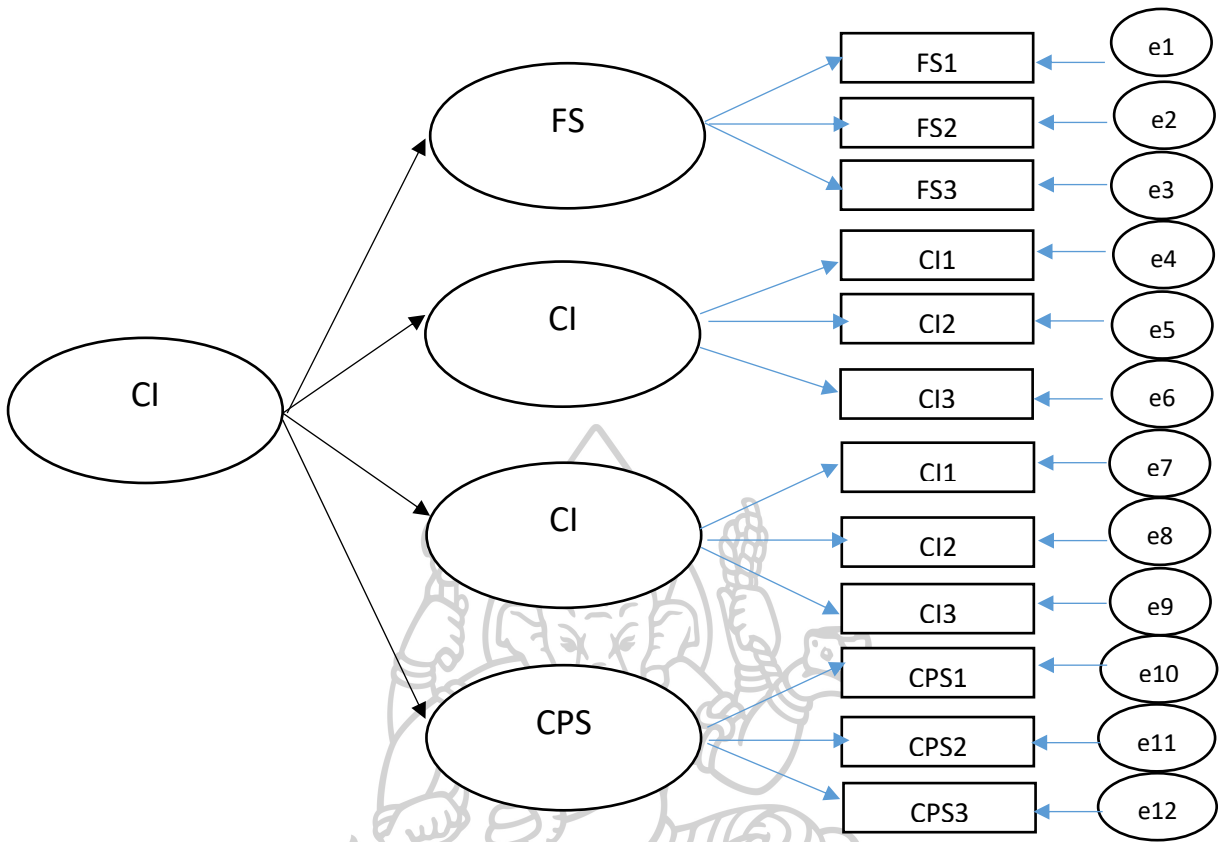 CI
FS
CI
CI
CPS
FS1
FS2
FS3
CI1
CI2
CI3
CI1
CI2
CI3
CPS1
CPS2
CPS3
e1
e2
e3
e4
e5
e6
e7
e8
e9
e10
e11
e12